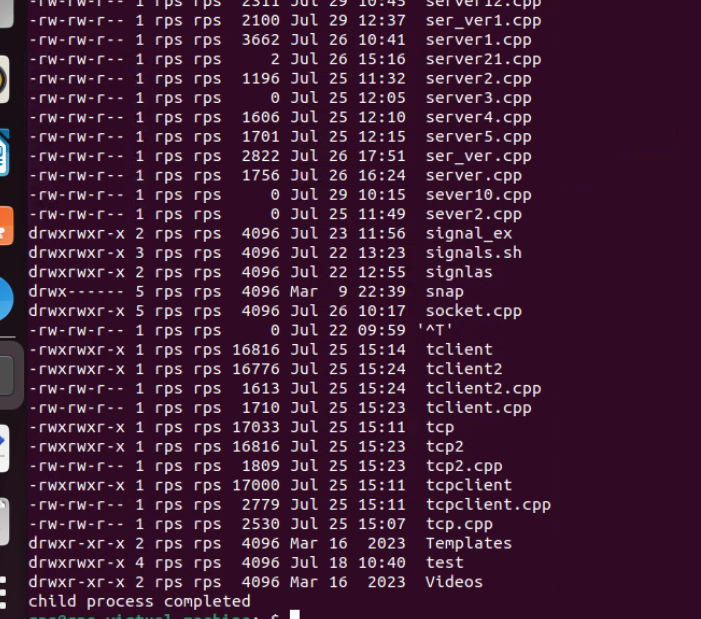 -rw-rw-r-- 1 rps rps  2311 Jul 29 10:45  server12.cpp
-rw-rw-r-- 1 rps rps  2100 Jul 29 12:37  ser_ver1.cpp
-rw-rw-r-- 1 rps rps  3662 Jul 26 10:41  server1.cpp
-rw-rw-r-- 1 rps rps     2 Jul 26 15:16  server21.cpp
-rw-rw-r-- 1 rps rps  1196 Jul 25 11:32  server2.cpp
-rw-rw-r-- 1 rps rps     0 Jul 25 12:05  server3.cpp
-rw-rw-r-- 1 rps rps  1606 Jul 25 12:10  server4.cpp
-rw-rw-r-- 1 rps rps  1701 Jul 25 12:15  server5.cpp
-rw-rw-r-- 1 rps rps  2822 Jul 26 17:51  ser_ver.cpp
-rw-rw-r-- 1 rps rps  1756 Jul 26 16:24  server.cpp
-rw-rw-r-- 1 rps rps     0 Jul 29 10:15  sever10.cpp
-rw-rw-r-- 1 rps rps     0 Jul 25 11:49  sever2.cpp
drwxrwxr-x 2 rps rps  4096 Jul 23 11:56  signal_ex
drwxrwxr-x 3 rps rps  4096 Jul 22 13:23  signals.sh
drwxrwxr-x 2 rps rps  4096 Jul 22 12:55  signlas
drwx------ 5 rps rps  4096 Mar  9 22:39  snap
drwxrwxr-x 5 rps rps  4096 Jul 26 10:17  socket.cpp
-rw-rw-r-- 1 rps rps     0 Jul 22 09:59 '^T'
-rwxrwxr-x 1 rps rps 16816 Jul 25 15:14  tclient
-rwxrwxr-x 1 rps rps 16776 Jul 25 15:24  tclient2
-rw-rw-r-- 1 rps rps  1613 Jul 25 15:24  tclient2.cpp
-rw-rw-r-- 1 rps rps  1710 Jul 25 15:23  tclient.cpp
-rwxrwxr-x 1 rps rps 17033 Jul 25 15:11  tcp
-rwxrwxr-x 1 rps rps 16816 Jul 25 15:23  tcp2
-rw-rw-r-- 1 rps rps  1809 Jul 25 15:23  tcp2.cpp
-rwxrwxr-x 1 rps rps 17000 Jul 25 15:11  tcpclient
-rw-rw-r-- 1 rps rps  2779 Jul 25 15:11  tcpclient.cpp
-rw-rw-r-- 1 rps rps  2530 Jul 25 15:07  tcp.cpp
drwxr-xr-x 2 rps rps  4096 Mar 16  2023  Templates
drwxrwxr-x 4 rps rps  4096 Jul 18 10:40  test
drwxr-xr-x 2 rps rps  4096 Mar 16  2023  Videos
child process completed